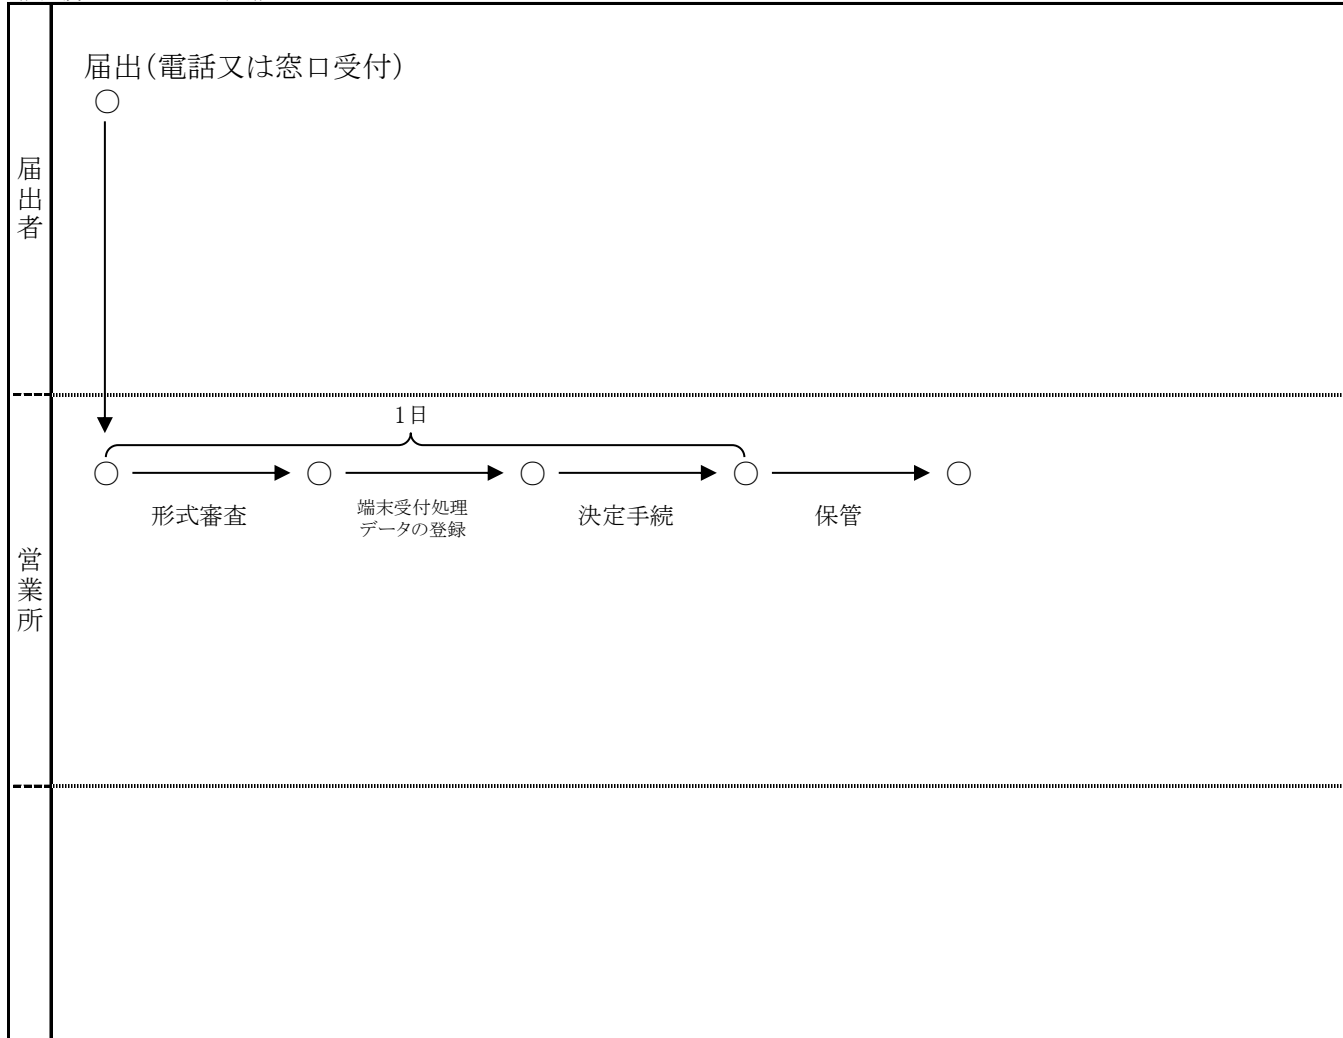 届出（電話又は窓口受付）
届出者
1日
形式審査
端末受付処理
データの登録
決定手続
保管
営業所